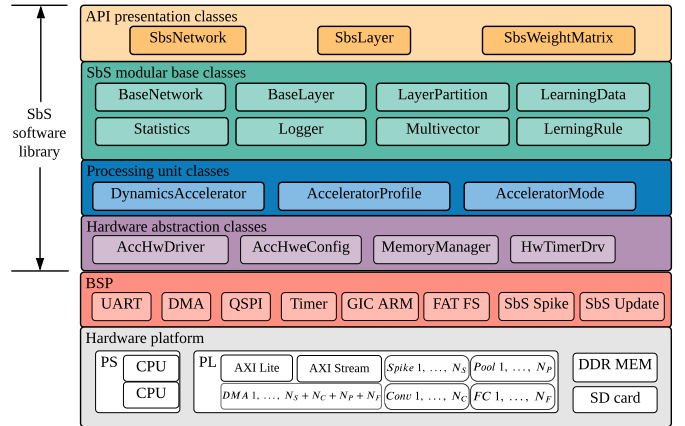 API presentation classes
SbsNetwork
SbsLayer
SbsWeightMatrix
SbS
software
library
SbS modular base classes
BaseNetwork
BaseLayer
LayerPartition
LearningData
Statistics
Logger
Multivector
LerningRule
Processing unit classes
DynamicsAccelerator
AcceleratorProfile
AcceleratorMode
Hardware abstraction classes
AccHwDriver
AccHweConfig
MemoryManager
HwTimerDrv
BSP
UART
DMA
QSPI
Timer
GIC ARM
FAT FS
SbS Spike
SbS Update
Hardware platform
PS
CPU
CPU
PL
AXI Lite
AXI Stream
Spike 1, …, N_S
Pool 1, …, N_P
DMA 1, …, N_S + N_C + N_P + N_F
Conv 1, …, N_C
FC 1, …, N_F
DDR MEM
SD card